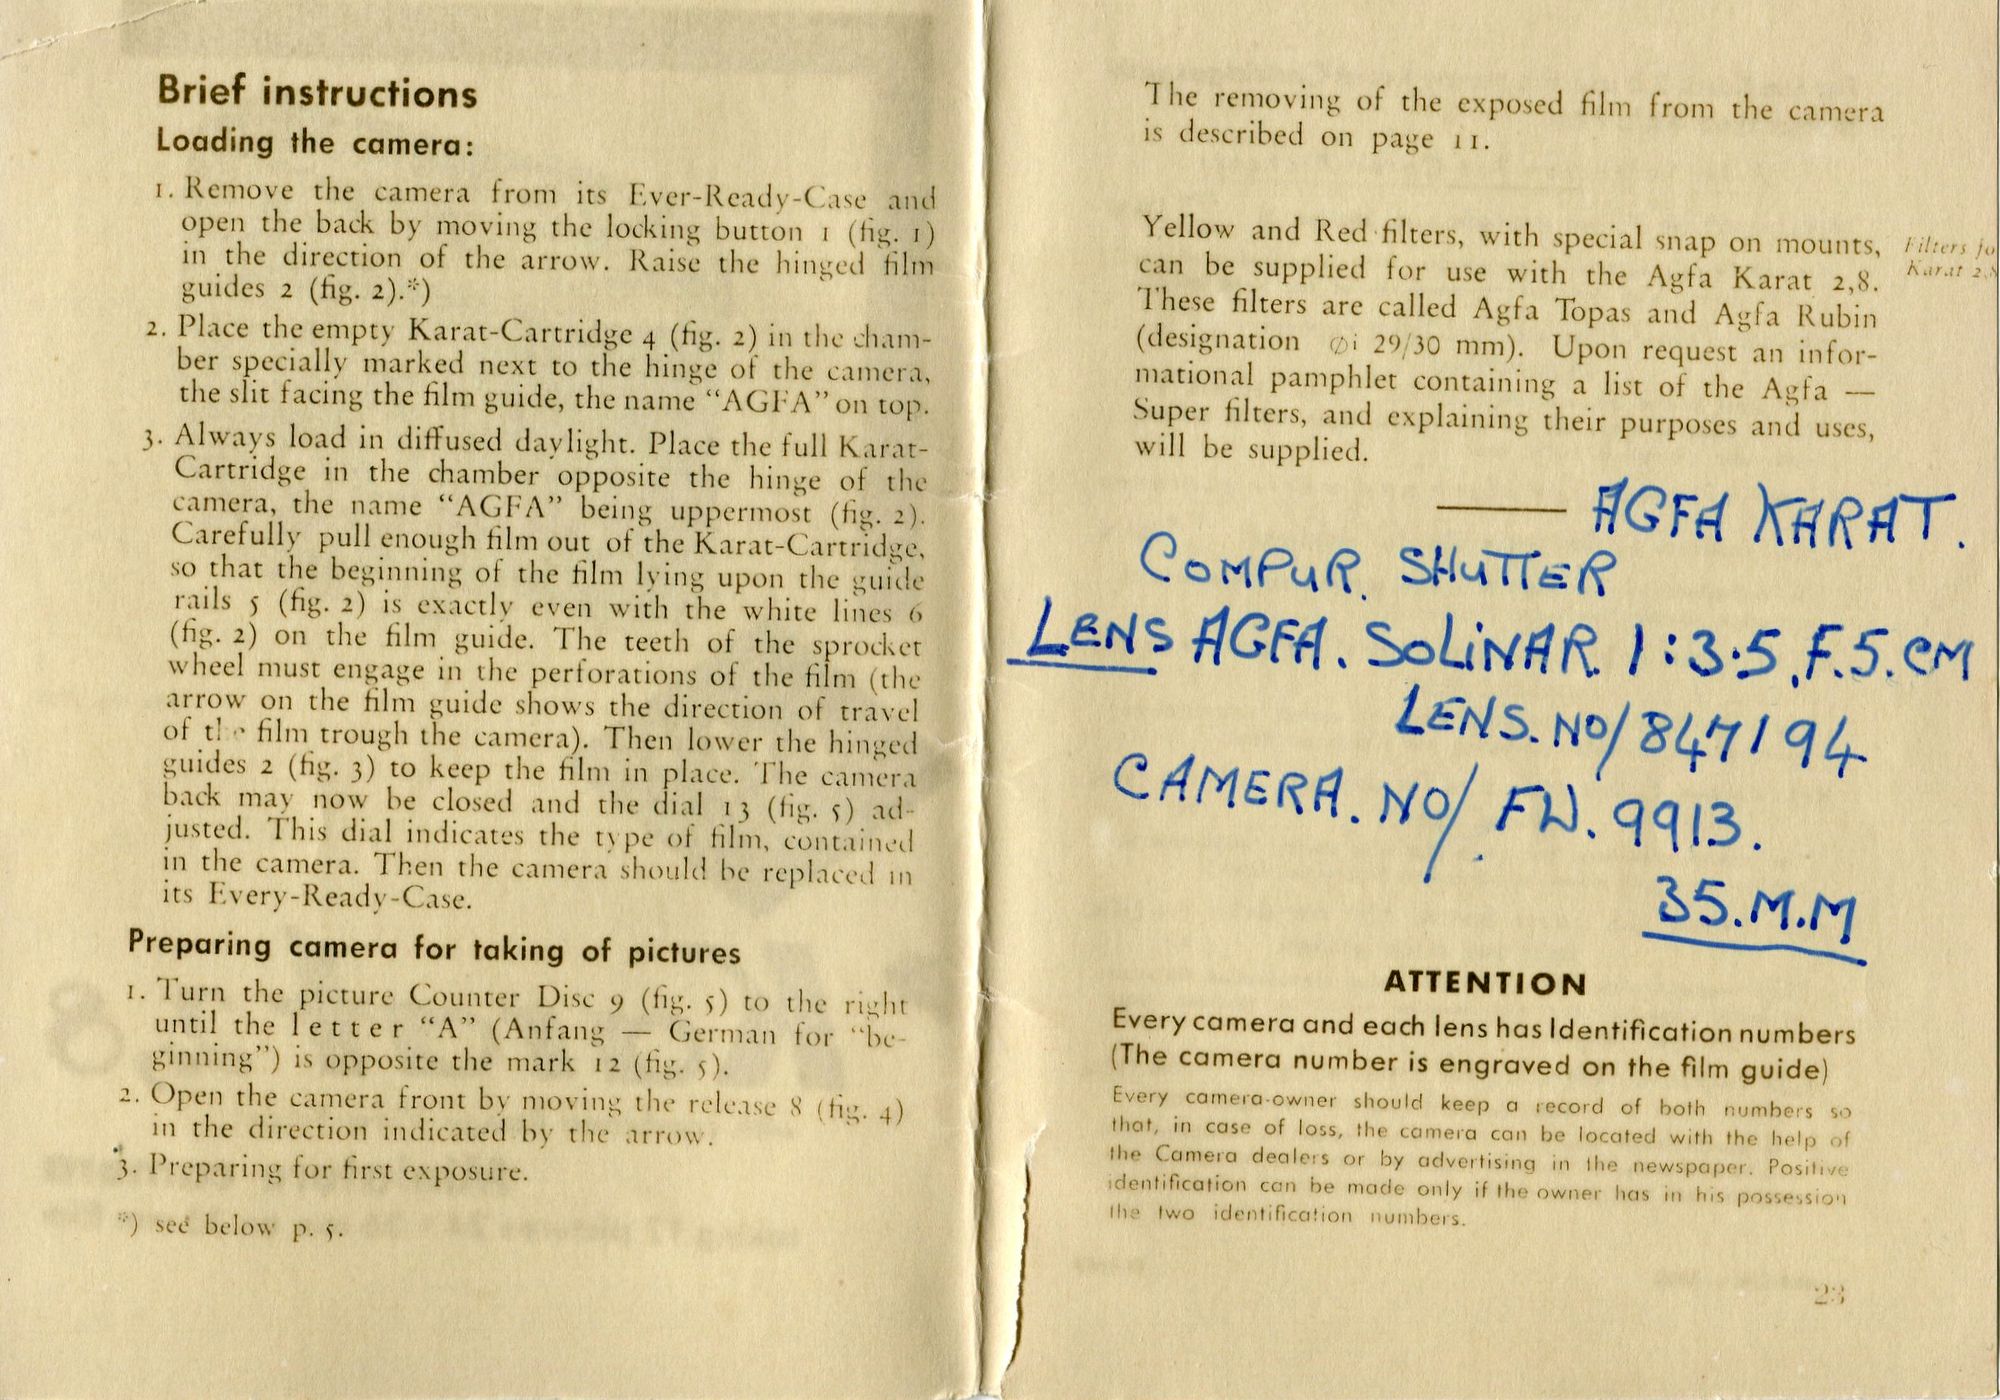 Brief instructions
Loading the camera:
1. Remove the camera from its Ever-Ready-Case and
open the back by moving the locking button 1 (fig. 1)
in the direction of the arrow. Raise the hinged film
guides 2 (fig. 2).*)
2. Place the empty Karat-Cartridge 4 (fig. 2) in the cham-
ber specially marked next to the hinge of the camera,
the slit facing the film guide, the name “AGFA” on top.
3. Always load in diffused daylight. Place the full Karat-
Cartridge in the chamber opposite the hinge of the
camera, the name “AGFA” being uppermost (fig. 2).
Carefully pull enough film out of the Karat-Cartridge,
so that the beginning of the film lying upon the guide
rails 5 (fig. 2) is exactly even with the white lines 6
(fig. 2) on the film guide. The teeth of the sprocket
wheel must engage in the perforations of the film (the
arrow on the film guide shows the direction of travel
of the film trough the camera). Then lower the hinged
guides 2 (fig. 3) to keep the film in place. The camera
back may now be closed and the dial 13 (fig. 5) ad-
justed. This dial indicates the type of film, contained
in the camera. Then the camera should be replaced in
its Every-Ready-Case.
Preparing camera for taking of pictures
1. Turn the picture Counter Disc 9 (fig. 5) to the right
until the letter “A” (Anfang — German for “be-
ginning”) is opposite the mark 12 (fig. 5).
2. Open the camera front by moving the release 8 (fig. 4)
in the direction indicated by the arrow.
3. Preparing for first exposure.
*) see below p. 5.
The removing of the exposed film from the camera
is described on page 11.
Yellow and Red filters, with special snap on mounts,
can be supplied for use with the Agfa Karat 2,8.
These filters are called Agfa Topas and Agfa Rubin
(designation ∅i 29/30 mm). Upon request an infor-
mational pamphlet containing a list of the Agfa —
Super filters, and explaining their purposes and uses,
will be supplied.
Filters fo
Karat 2,8
AGFA KARAT.
COMPUR. SHUTTER
LENS AGFA. SOLINAR 1:3.5, F.5. CM
LENS. NO/ 847194
CAMERA. NO/ FW. 9913.
35.M.M
ATTENTION
Every camera and each lens has Identification numbers
(The camera number is engraved on the film guide)
Every camera-owner should keep a record of both numbers so
that, in case of loss, the camera can be located with the help of
the Camera dealers or by advertising in the newspaper. Positive
identification can be made only if the owner has in his possession
the two identification numbers.
23